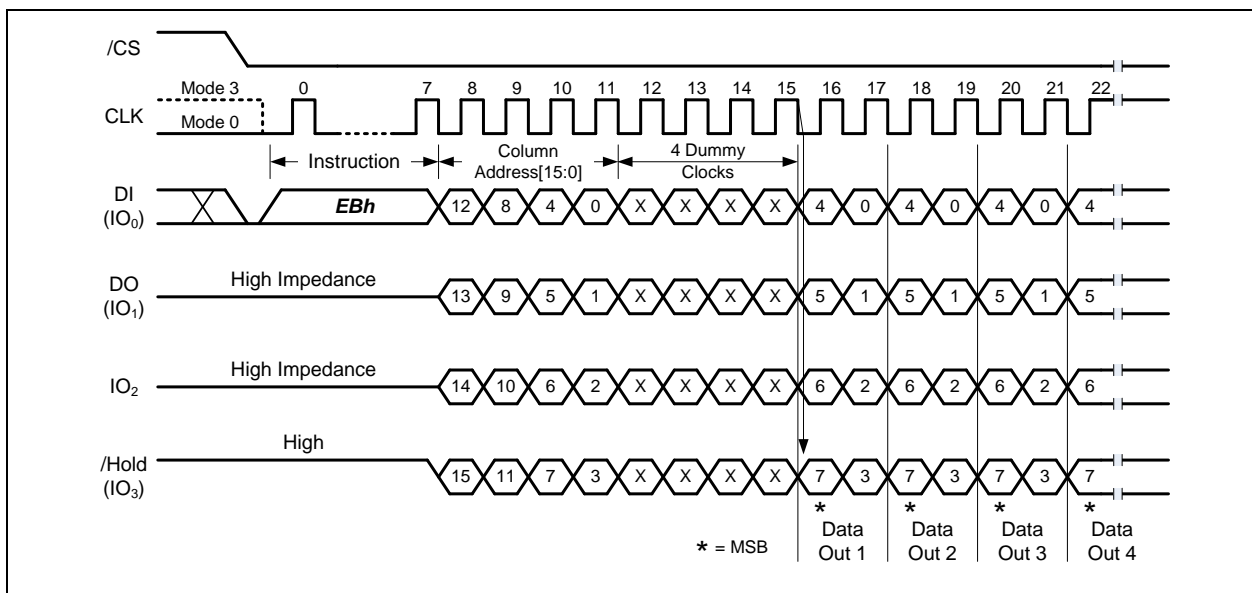 /CS
Mode 3 0 7 8 9 10 11 12 13 14 15 16 17 18 19 20 21 22
CLK
Mode 0
Instruction
Column
Address[15:0]
4 Dummy
Clocks
DI
(IO0)
EBh 12 8 4 0 X X X X 4 0 4 0 4 0 4
High Impedance
DO
(IO1)
13 9 5 1 X X X X 5 1 5 1 5 1 5
High Impedance
IO2
14 10 6 2 X X X X 6 2 6 2 6 2 6
High
/Hold
(IO3)
15 11 7 3 X X X X 7 3 7 3 7 3 7
* * * *
* = MSB
Data
Out 1
Data
Out 2
Data
Out 3
Data
Out 4